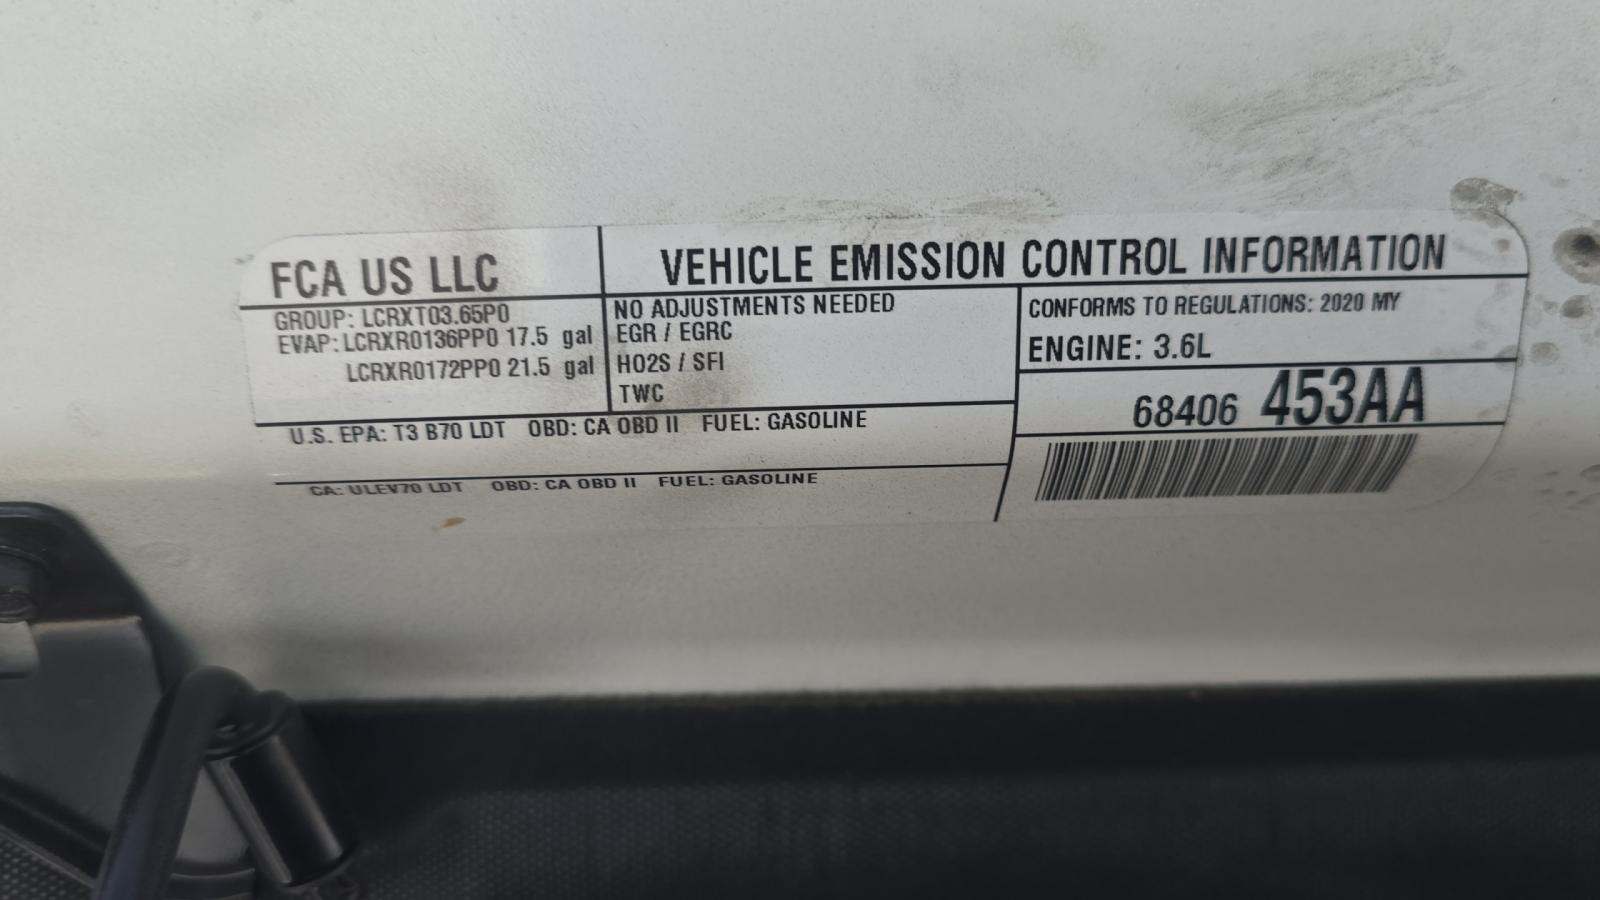 FCA US LLC
VEHICLE EMISSION CONTROL INFORMATION
GROUP: LCRXT03.65P0
EVAP: LCRXR0136PP0 17.5 gal
LCRXR0172PP0 21.5 gal
NO ADJUSTMENTS NEEDED
EGR / EGRC
HO2S / SFI
TWC
CONFORMS TO REGULATIONS: 2020 MY
ENGINE: 3.6L
68406 453AA
U.S. EPA: T3 B70 LDT OBD: CA OBD II FUEL: GASOLINE
CA: ULEV70 LDT OBD: CA OBD II FUEL: GASOLINE